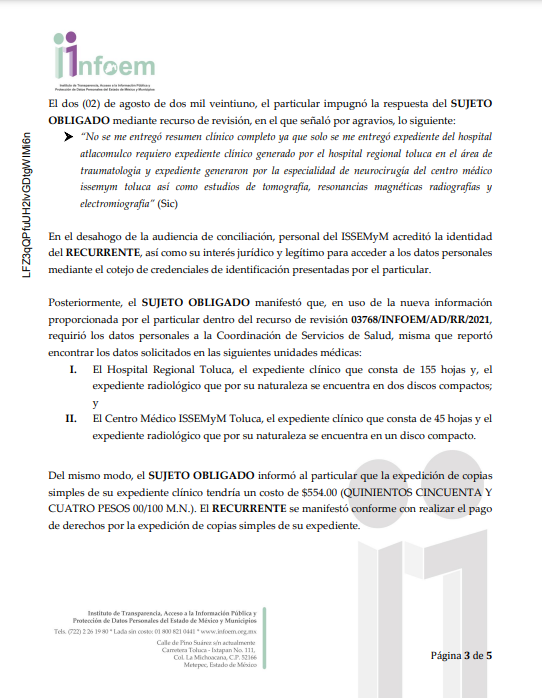 infoem
Instituto de Transparencia, Acceso a la Información Pública y
Protección de Datos Personales del Estado de México y Municipios
El dos (02) de agosto de dos mil veintiuno, el particular impugnó la respuesta del SUJETO
OBLIGADO mediante recurso de revisión, en el que señaló por agravios, lo siguiente:
➤ “No se me entregó resumen clínico completo ya que solo se me entregó expediente del hospital
atlacomulco requiero expediente clínico generado por el hospital regional toluca en el área de
traumatologia y expediente generaron por la especialidad de neurocirugía del centro médico
issemym toluca asi como estudios de tomografía, resonancias magnéticas radiografias y
electromiografía” (Sic)
En el desahogo de la audiencia de conciliación, personal del ISSEMyM acreditó la identidad
del RECURRENTE, así como su interés jurídico y legítimo para acceder a los datos personales
mediante el cotejo de credenciales de identificación presentadas por el particular.
Posteriormente, el SUJETO OBLIGADO manifestó que, en uso de la nueva información
proporcionada por el particular dentro del recurso de revisión 03768/INFOEM/AD/RR/2021,
requirió los datos personales a la Coordinación de Servicios de Salud, misma que reportó
encontrar los datos solicitados en las siguientes unidades médicas:
I. El Hospital Regional Toluca, el expediente clínico que consta de 155 hojas y, el
expediente radiológico que por su naturaleza se encuentra en dos discos compactos;
y
II. El Centro Médico ISSEMyM Toluca, el expediente clínico que consta de 45 hojas y el
expediente radiológico que por su naturaleza se encuentra en un disco compacto.
Del mismo modo, el SUJETO OBLIGADO informó al particular que la expedición de copias
simples de su expediente clínico tendría un costo de $554.00 (QUINIENTOS CINCUENTA Y
CUATRO PESOS 00/100 M.N.). El RECURRENTE se manifestó conforme con realizar el pago
de derechos por la expedición de copias simples de su expediente.
LFZ3qQPfuUH2IvGDtgWIMi6n
Instituto de Transparencia, Acceso a la Información Pública y
Protección de Datos Personales del Estado de México y Municipios
Tels. (722) 2 26 19 80 * Lada sin costo: 01 800 821 0441 * www.infoem.org.mx
Calle de Pino Suárez s/n actualmente
Carretera Toluca - Ixtapan No. 111,
Col. La Michoacana, C.P. 52166
Metepec, Estado de México
Página 3 de 5